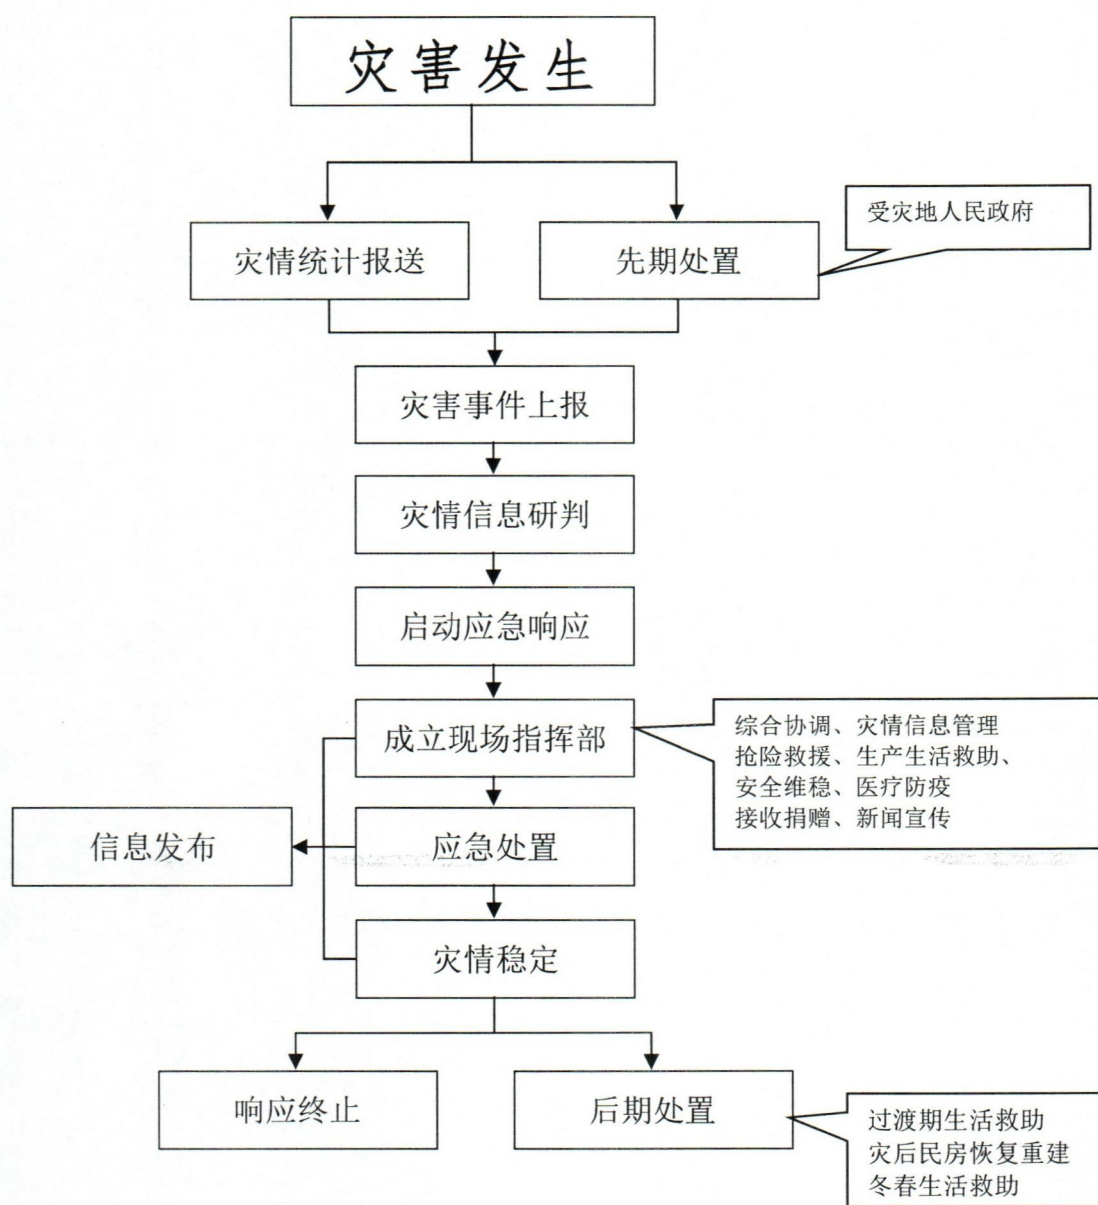 灾害发生
受灾地人民政府
灾情统计报送
先期处置
灾害事件上报
灾情信息研判
启动应急响应
成立现场指挥部
综合协调、灾情信息管理
抢险救援、生产生活救助、
安全维稳、医疗防疫
接收捐赠、新闻宣传
信息发布
应急处置
灾情稳定
响应终止
后期处置
过渡期生活救助
灾后民房恢复重建
冬春生活救助